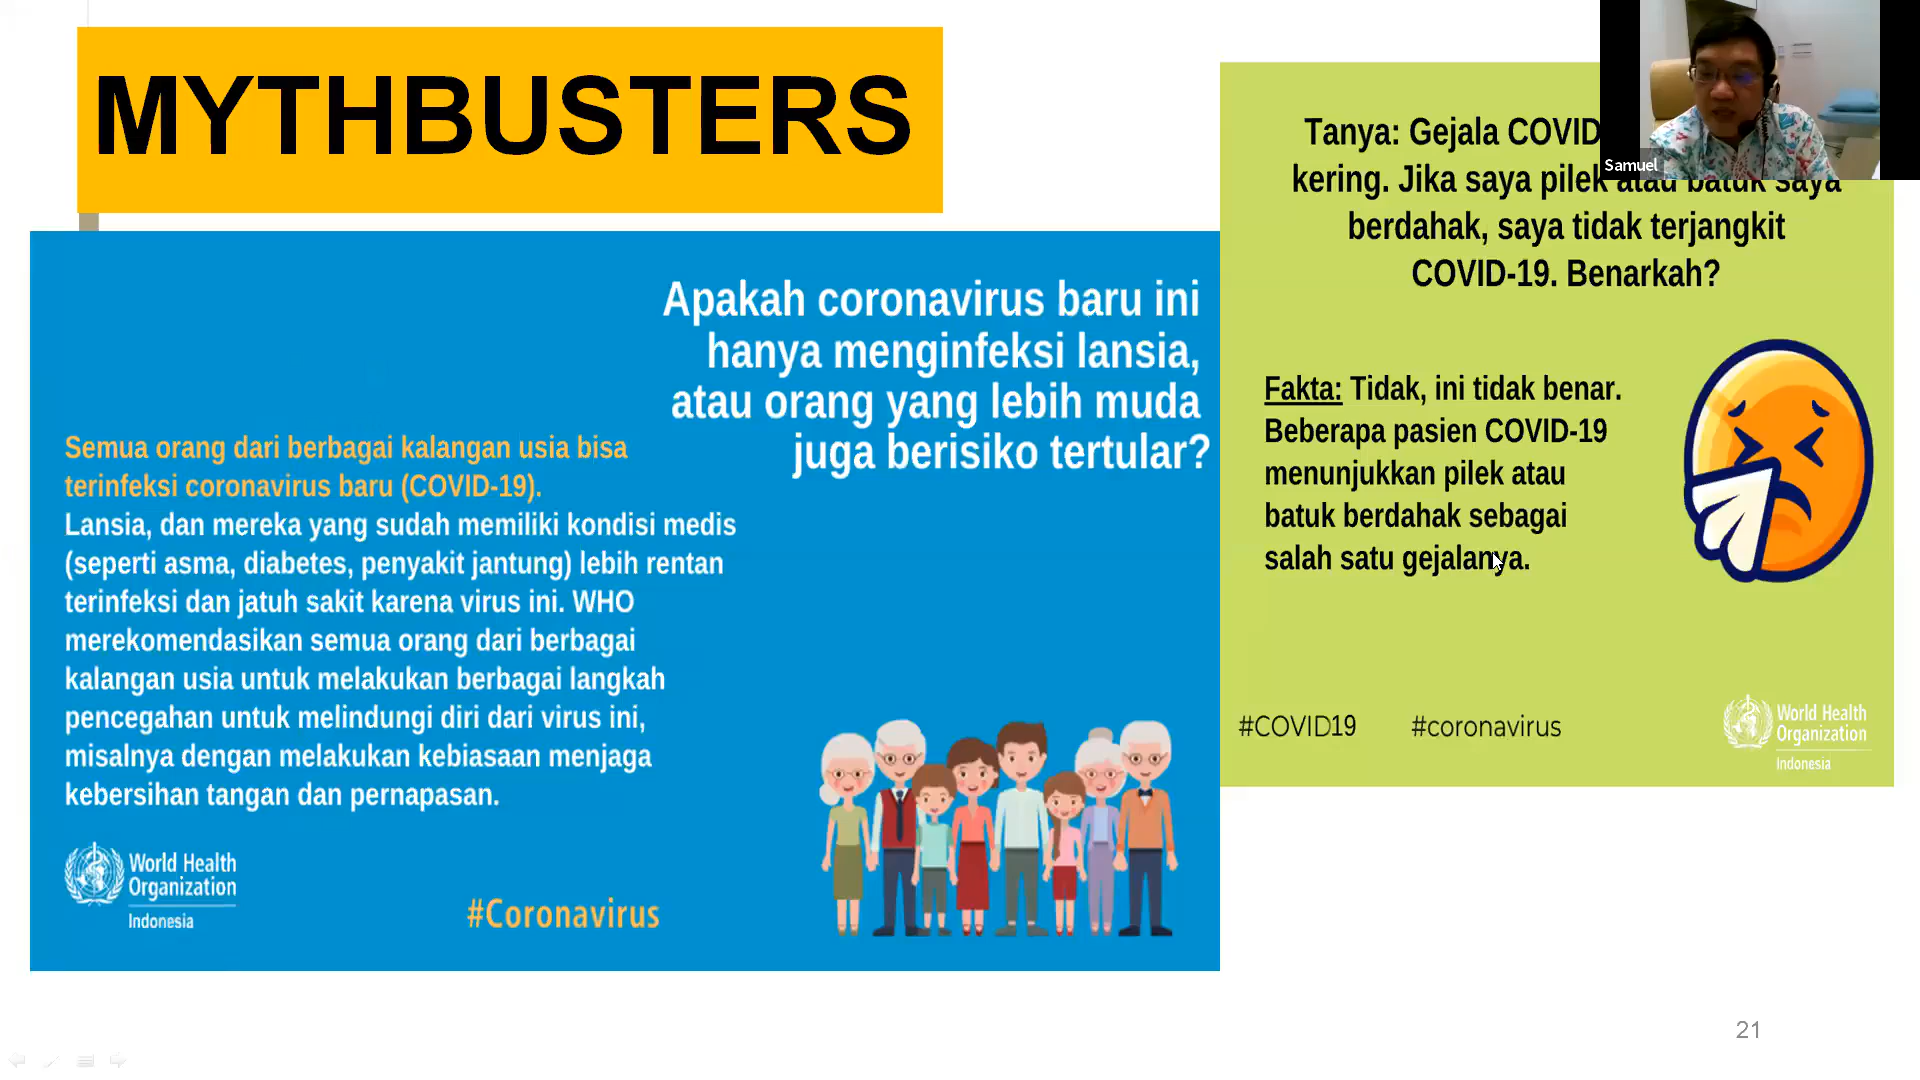 MYTHBUSTERS
Apakah coronavirus baru ini
hanya menginfeksi lansia,
atau orang yang lebih muda
juga berisiko tertular?
Semua orang dari berbagai kalangan usia bisa
terinfeksi coronavirus baru (COVID-19).
Lansia, dan mereka yang sudah memiliki kondisi medis
(seperti asma, diabetes, penyakit jantung) lebih rentan
terinfeksi dan jatuh sakit karena virus ini. WHO
merekomendasikan semua orang dari berbagai
kalangan usia untuk melakukan berbagai langkah
pencegahan untuk melindungi diri dari virus ini,
misalnya dengan melakukan kebiasaan menjaga
kebersihan tangan dan pernapasan.
World Health
Organization
Indonesia
#Coronavirus
Tanya: Gejala COVID
kering. Jika saya pilek atau batuk saya
berdahak, saya tidak terjangkit
COVID-19. Benarkah?
Fakta: Tidak, ini tidak benar.
Beberapa pasien COVID-19
menunjukkan pilek atau
batuk berdahak sebagai
salah satu gejalanya.
#COVID19 #coronavirus
World Health
Organization
Indonesia
Samuel
21